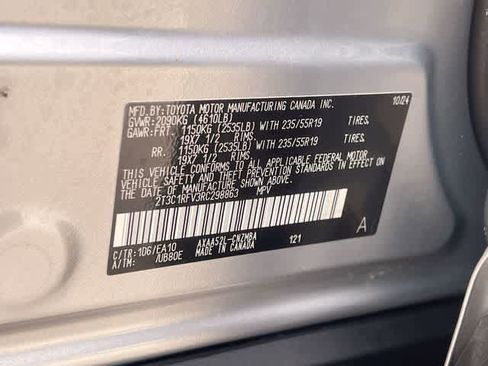 MFD.BY:TOYOTA MOTOR MANUFACTURING CANADA INC. 10/24
GVWR:2090KG (4610LB)
GAWR:FRT. 1150KG (2535LB) WITH 235/55R19 TIRES,
19X7 1/2 RIMS.
RR. 1150KG (2535LB) WITH 235/55R19 TIRES,
19X7 1/2 RIMS.
THIS VEHICLE CONFORMS TO ALL APPLICABLE FEDERAL MOTOR
VEHICLE SAFETY AND THEFT PREVENTION STANDARDS IN EFFECT ON
THE DATE OF MANUFACTURE SHOWN ABOVE.
2T3C1RFV3RC298863 MPV
C/TR:1D6/EA10 AXAA52L-CNZMBA 121 A
A/TM: /UB80E MADE IN CANADA